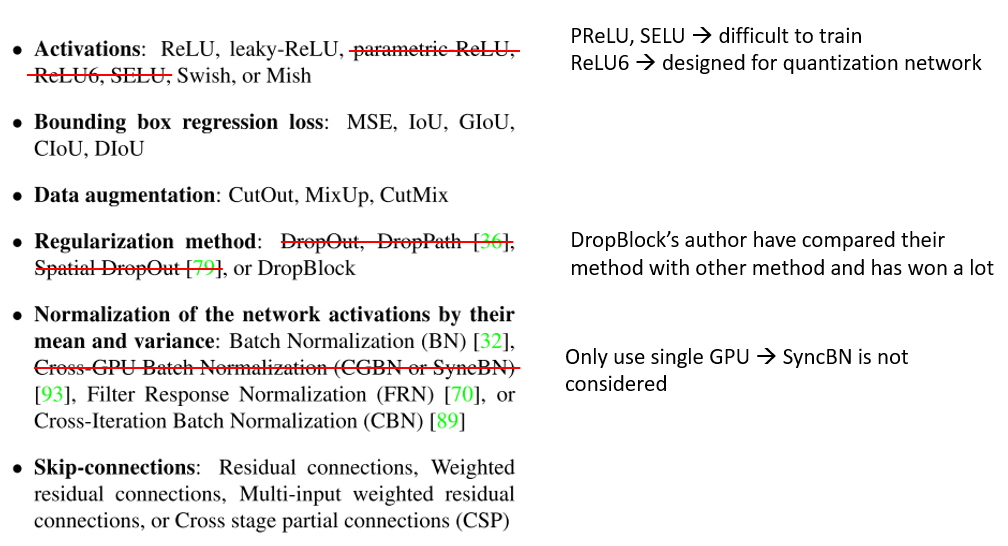 • Activations: ReLU, leaky-ReLU, parametric-ReLU,
ReLU6, SELU, Swish, or Mish
PReLU, SELU → difficult to train
ReLU6 → designed for quantization network
• Bounding box regression loss: MSE, IoU, GIoU,
CIoU, DIoU
• Data augmentation: CutOut, MixUp, CutMix
• Regularization method: DropOut, DropPath [36],
Spatial DropOut [79], or DropBlock
DropBlock's author have compared their
method with other method and has won a lot
• Normalization of the network activations by their
mean and variance: Batch Normalization (BN) [32],
Cross-GPU Batch Normalization (CGBN or SyncBN)
[93], Filter Response Normalization (FRN) [70], or
Cross-Iteration Batch Normalization (CBN) [89]
Only use single GPU → SyncBN is not
considered
• Skip-connections: Residual connections, Weighted
residual connections, Multi-input weighted residual
connections, or Cross stage partial connections (CSP)